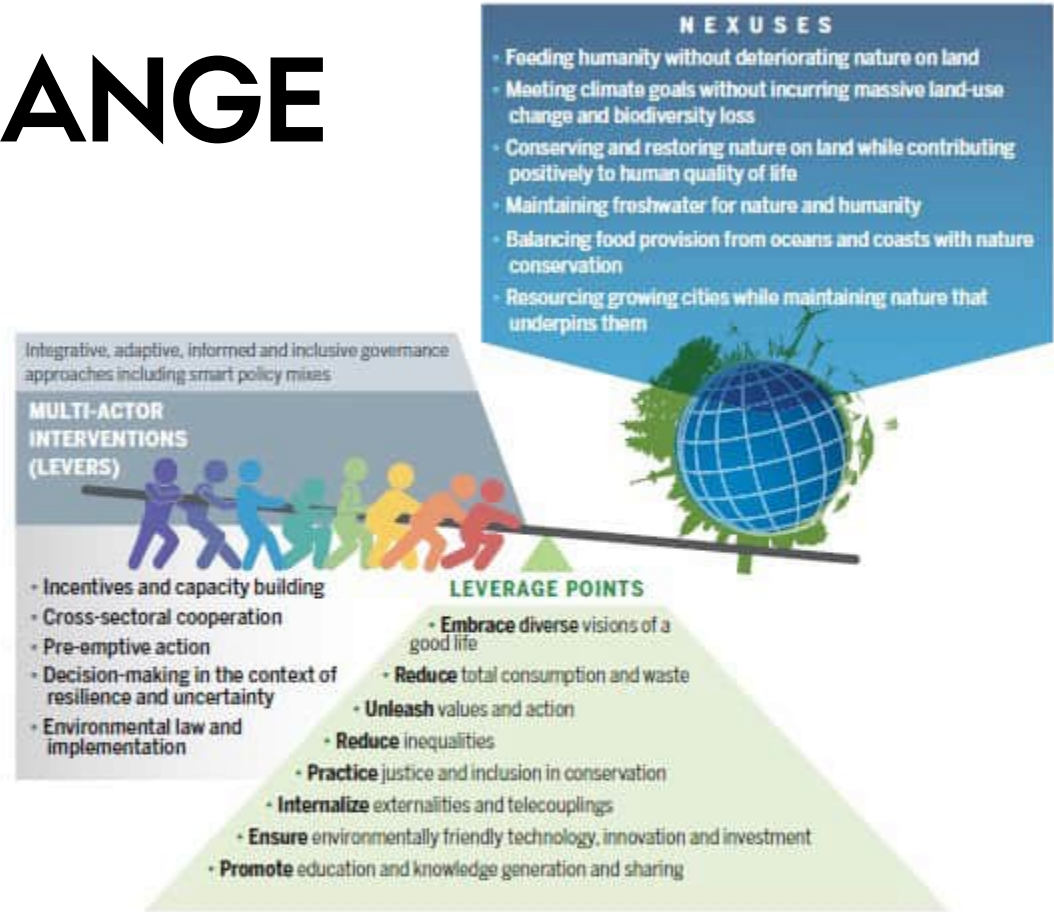 ANGE
NEXUSES
• Feeding humanity without deteriorating nature on land
• Meeting climate goals without incurring massive land-use
change and biodiversity loss
• Conserving and restoring nature on land while contributing
positively to human quality of life
• Maintaining freshwater for nature and humanity
• Balancing food provision from oceans and coasts with nature
conservation
• Resourcing growing cities while maintaining nature that
underpins them
Integrative, adaptive, informed and inclusive governance
approaches including smart policy mixes
MULTI-ACTOR
INTERVENTIONS
(LEVERS)
• Incentives and capacity building
• Cross-sectoral cooperation
• Pre-emptive action
• Decision-making in the context of
resilience and uncertainty
• Environmental law and
implementation
LEVERAGE POINTS
• Embrace diverse visions of a
good life
• Reduce total consumption and waste
• Unleash values and action
• Reduce inequalities
• Practice justice and inclusion in conservation
• Internalize externalities and telecouplings
• Ensure environmentally friendly technology, innovation and investment
• Promote education and knowledge generation and sharing